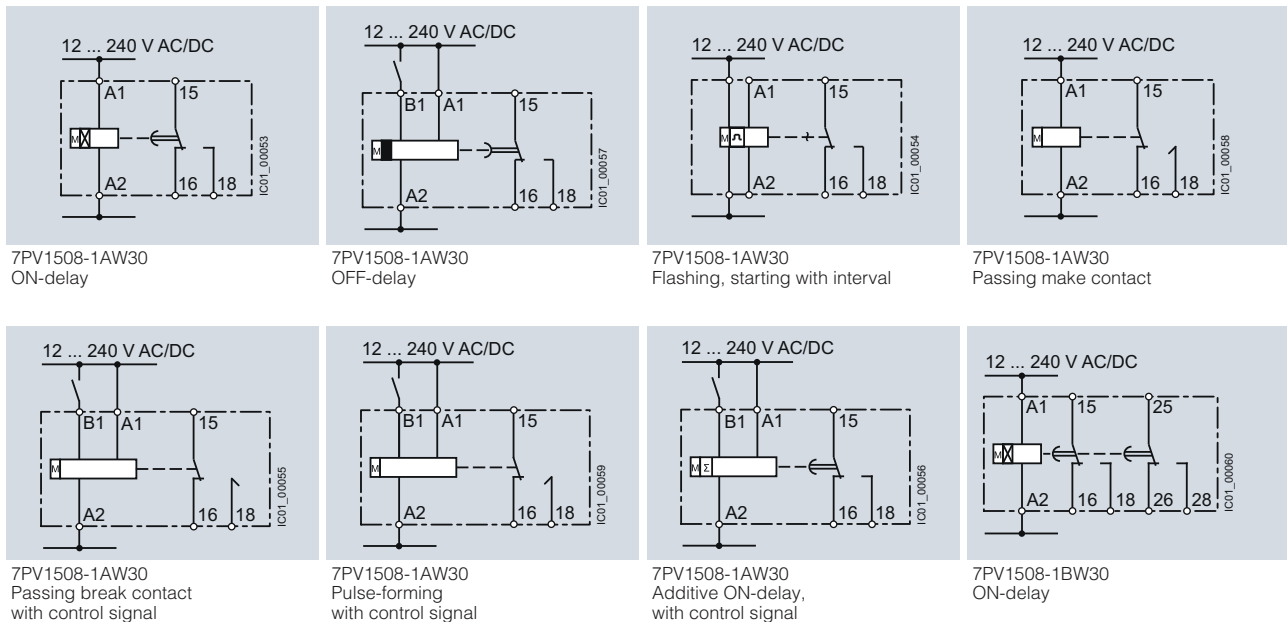 12 ... 240 V AC/DC
A1
15
M
A2
16
18
IC01_00053
7PV1508-1AW30
ON-delay
12 ... 240 V AC/DC
B1
A1
15
M
A2
16
18
IC01_00057
7PV1508-1AW30
OFF-delay
12 ... 240 V AC/DC
A1
15
M
A2
16
18
IC01_00054
7PV1508-1AW30
Flashing, starting with interval
12 ... 240 V AC/DC
A1
15
M
A2
16
18
IC01_00058
7PV1508-1AW30
Passing make contact
12 ... 240 V AC/DC
B1
A1
15
M
A2
16
18
IC01_00055
7PV1508-1AW30
Passing break contact
with control signal
12 ... 240 V AC/DC
B1
A1
15
M
A2
16
18
IC01_00059
7PV1508-1AW30
Pulse-forming
with control signal
12 ... 240 V AC/DC
B1
A1
15
M Σ
A2
16
18
IC01_00056
7PV1508-1AW30
Additive ON-delay,
with control signal
12 ... 240 V AC/DC
A1
15
25
M
A2
16
18
26
28
IC01_00060
7PV1508-1BW30
ON-delay